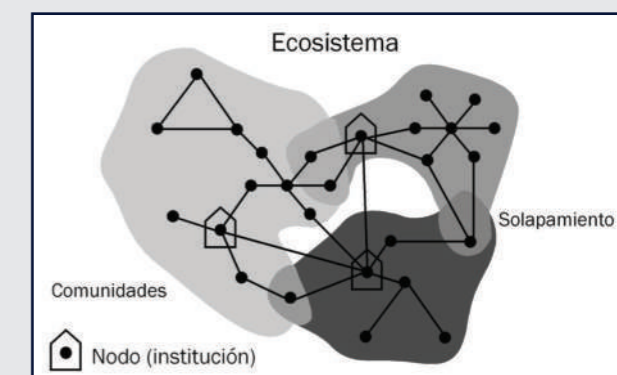 Ecosistema
Solapamiento
Comunidades
Nodo (institución)